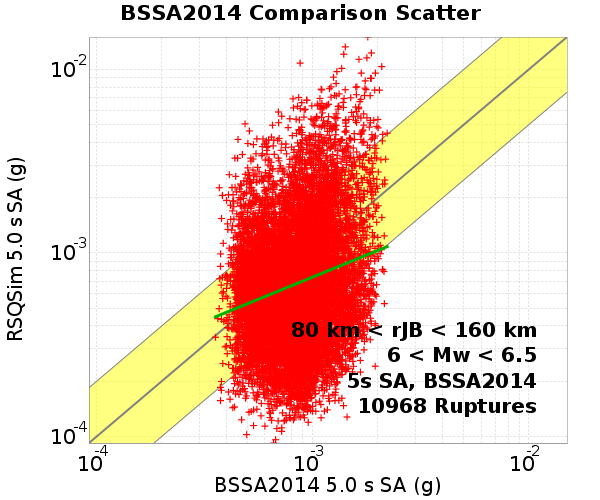 BSSA2014 Comparison Scatter
RSQSim 5.0 s SA (g)
10-2
10-3
10-4
80 km < rJB < 160 km
6 < Mw < 6.5
5s SA, BSSA2014
10968 Ruptures
10-4 10-3 10-2
BSSA2014 5.0 s SA (g)